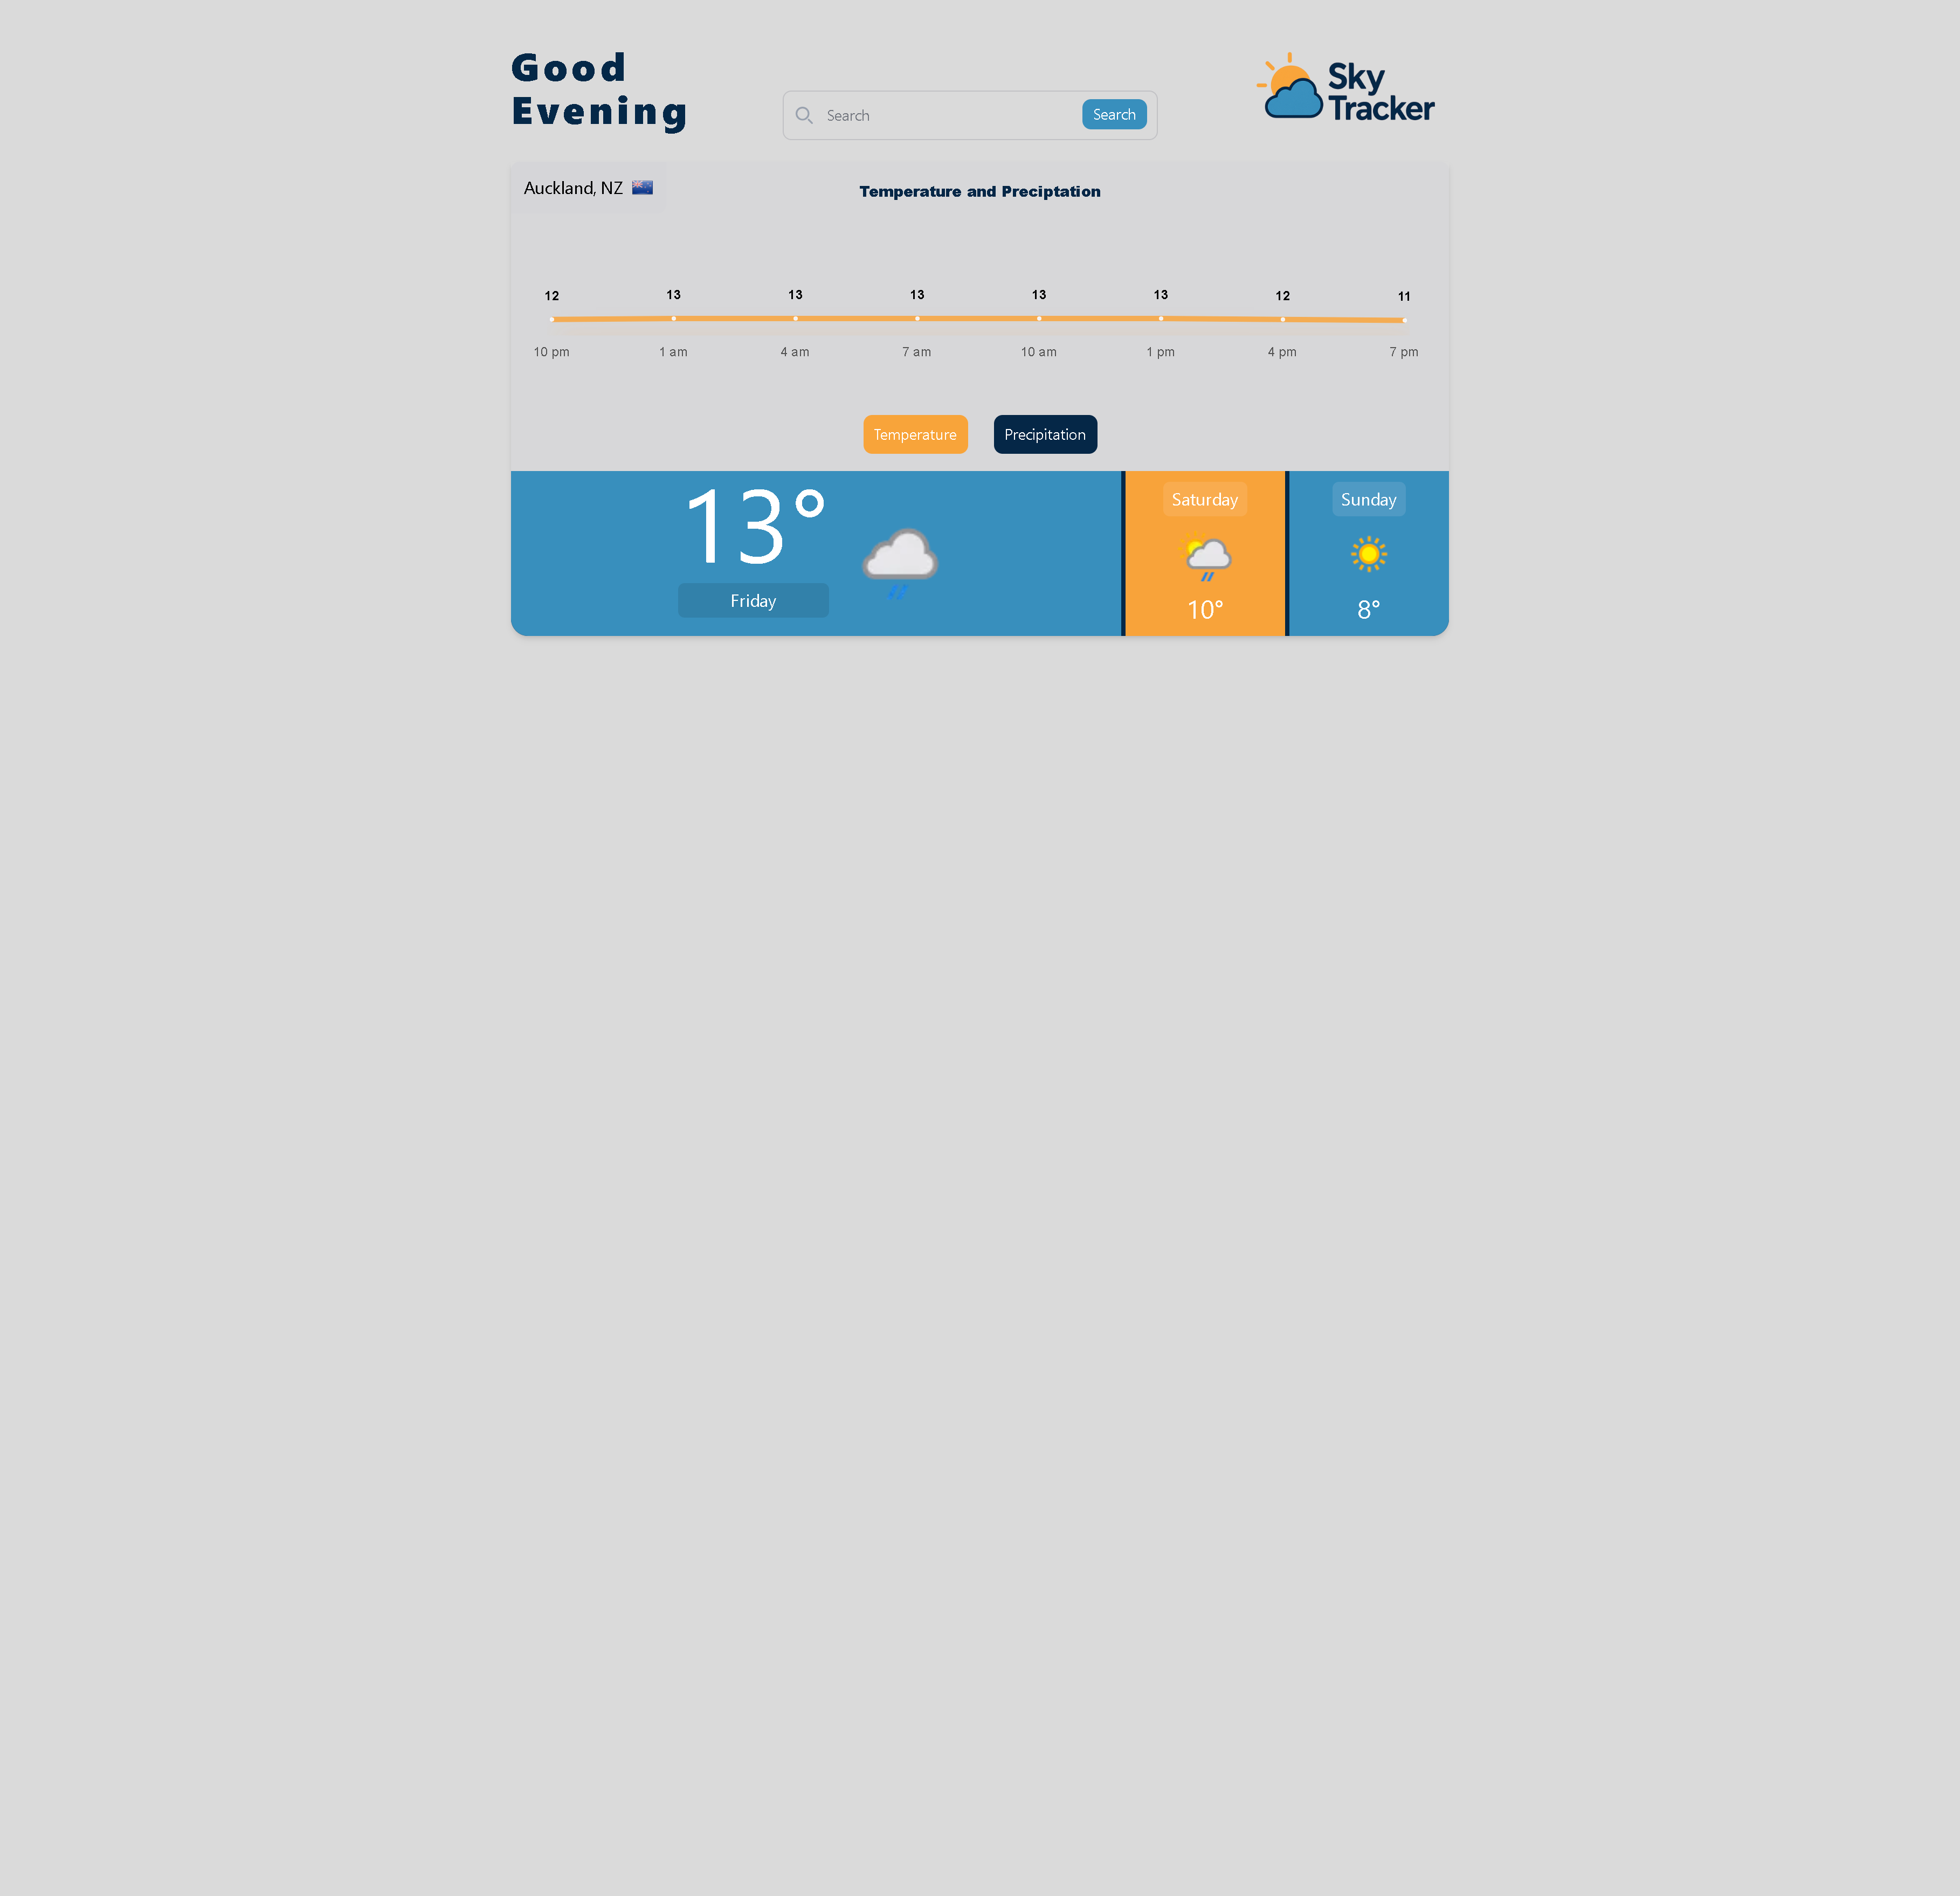 Good
Evening
Search
Search
Sky
Tracker
Auckland, NZ
Temperature and Preciptation
12 13 13 13 13 13 12 11
10 pm 1 am 4 am 7 am 10 am 1 pm 4 pm 7 pm
Temperature
Precipitation
13°
Friday
Saturday
10°
Sunday
8°